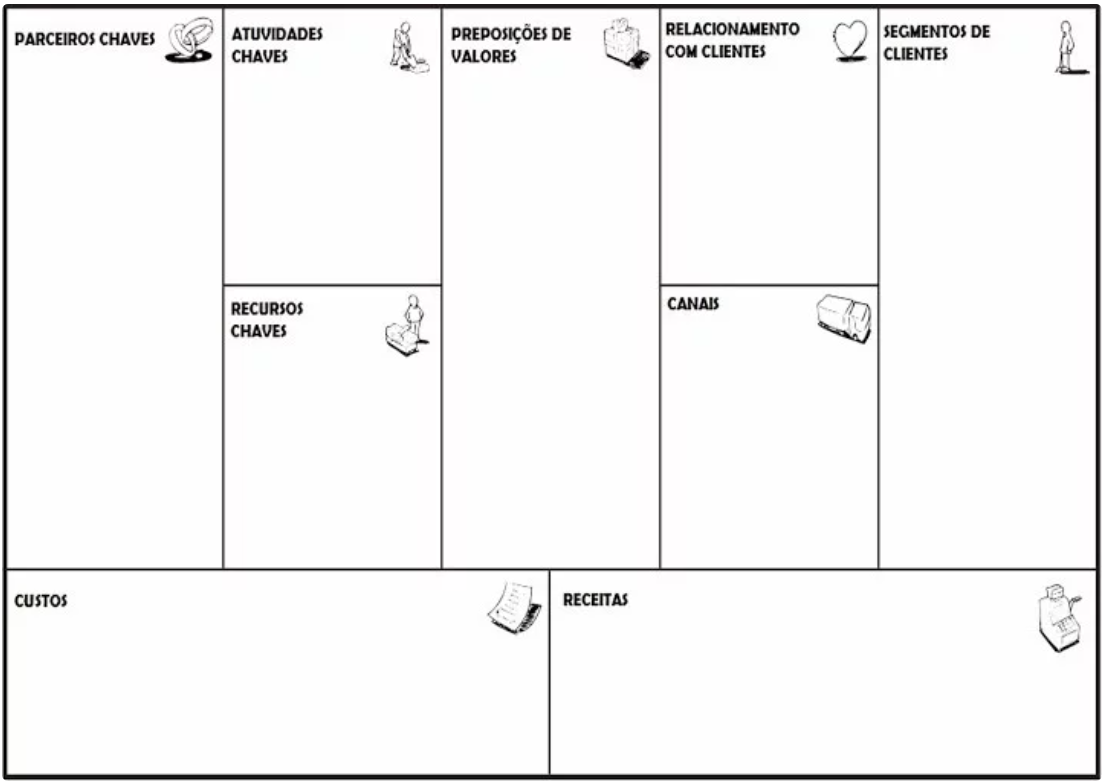 PARCEIROS CHAVES
ATUVIDADES
CHAVES
PREPOSIÇÕES DE
VALORES
RELACIONAMENTO
COM CLIENTES
SEGMENTOS DE
CLIENTES
RECURSOS
CHAVES
CANAIS
CUSTOS
RECEITAS